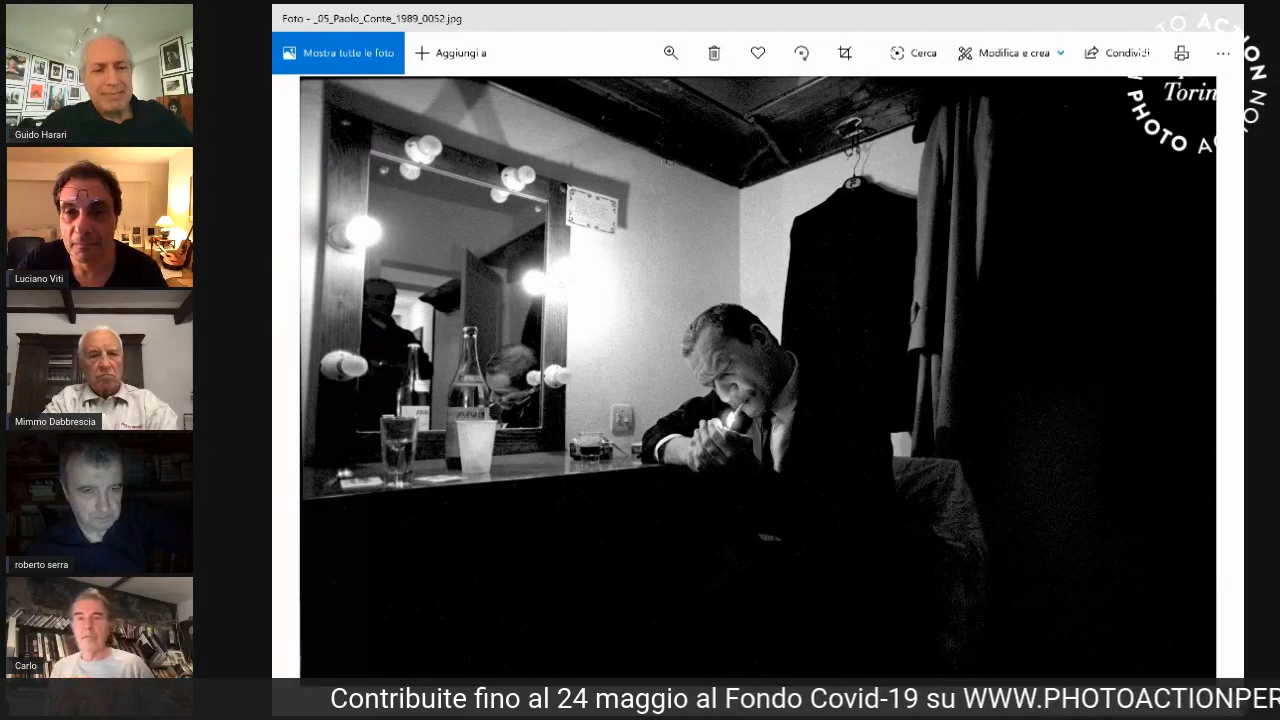 Foto - _05_Paolo_Conte_1989_0052.jpg
Mostra tutte le foto
Aggiungi a
Cerca
Modifica e crea
Condividi
Torin
PHOTO
Guido Harari
Luciano Viti
Mimmo Dabbrescia
roberto serra
Carlo
Contribuite fino al 24 maggio al Fondo Covid-19 su WWW.PHOTOACTIONPER